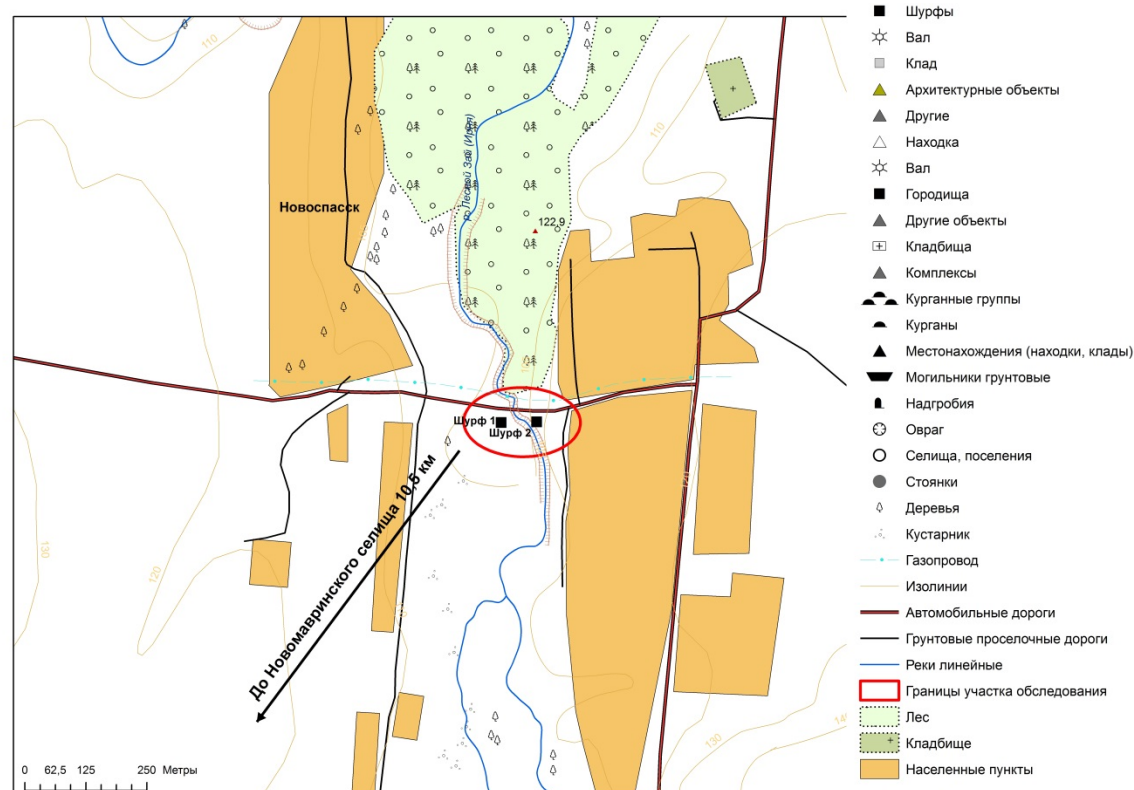 110
110
Новоспасск
р. Лесной Зай (Ирня)
122,9
Шурф 1
Шурф 2
До Новомавринского селища 10,5 км
130
120
120
130
0 62,5 125 250 Метры
Шурфы
Вал
Клад
Архитектурные объекты
Другие
Находка
Вал
Городища
Другие объекты
Кладбища
Комплексы
Курганные группы
Курганы
Местонахождения (находки, клады)
Могильники грунтовые
Надгробия
Овраг
Селища, поселения
Стоянки
Деревья
Кустарник
Газопровод
Изолинии
Автомобильные дороги
Грунтовые проселочные дороги
Реки линейные
Границы участка обследования
Лес
Кладбище
Населенные пункты